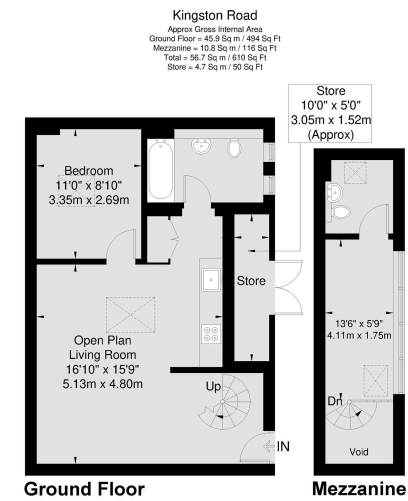 Kingston Road
Approx Gross Internal Area
Ground Floor = 45.9 Sq m / 494 Sq Ft
Mezzanine = 10.8 Sq m / 116 Sq Ft
Total = 56.7 Sq m / 610 Sq Ft
Store = 4.7 Sq m / 50 Sq Ft
Store
10'0" x 5'0"
3.05m x 1.52m
(Approx)
Bedroom
11'0" x 8'10"
3.35m x 2.69m
Store
Open Plan
Living Room
16'10" x 15'9"
5.13m x 4.80m
Up
IN
13'6" x 5'9"
4.11m x 1.75m
Dn
Void
Ground Floor
Mezzanine